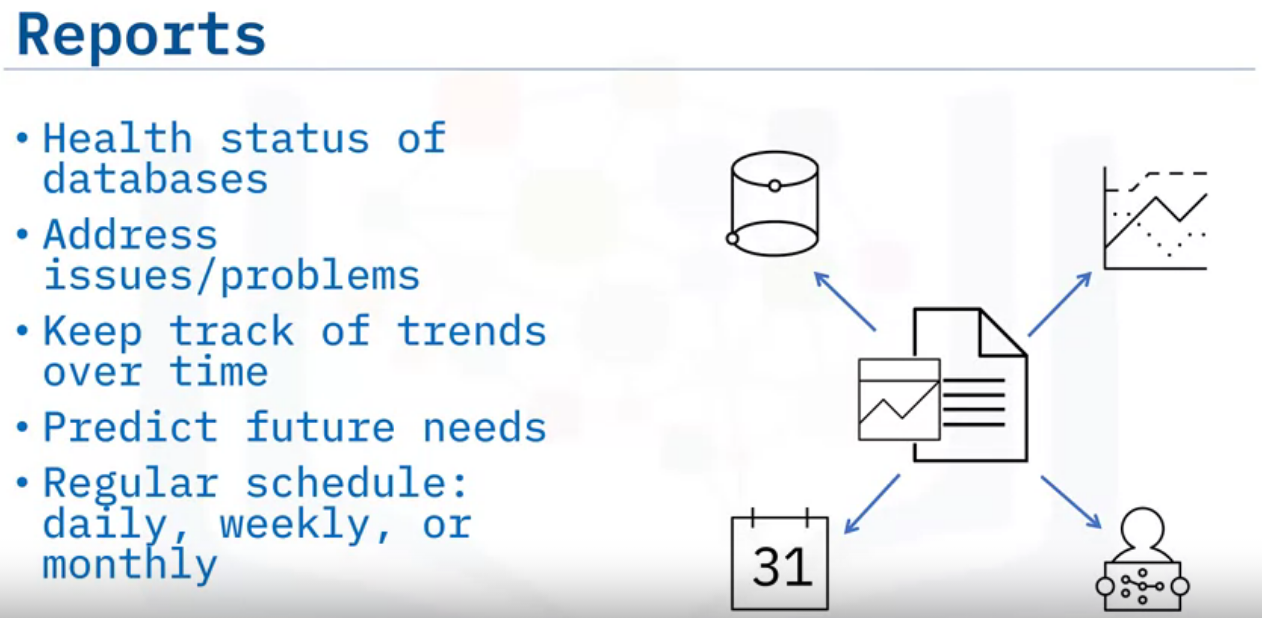 Reports
• Health status of
databases
• Address
issues/problems
• Keep track of trends
over time
• Predict future needs
• Regular schedule:
daily, weekly, or
monthly
31